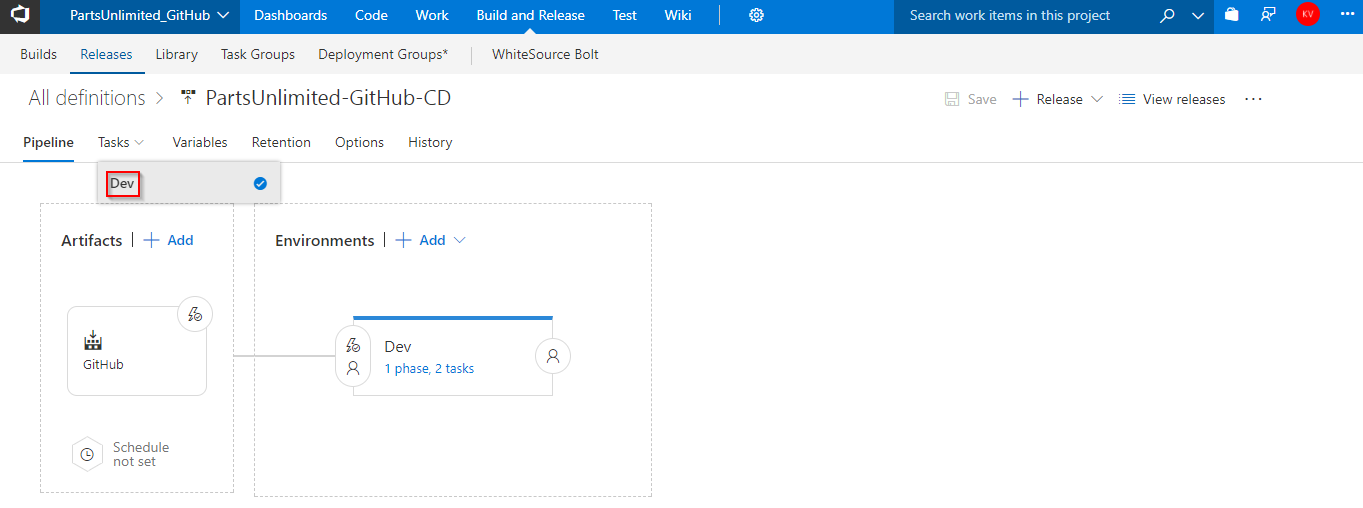 PartsUnlimited_GitHub Dashboards Code Work Build and Release Test Wiki Search work items in this project KV
Builds Releases Library Task Groups Deployment Groups* WhiteSource Bolt
All definitions > PartsUnlimited-GitHub-CD Save + Release View releases ...
Pipeline Tasks Variables Retention Options History
Dev
Artifacts | + Add
Environments | + Add
GitHub
Dev
1 phase, 2 tasks
Schedule
not set